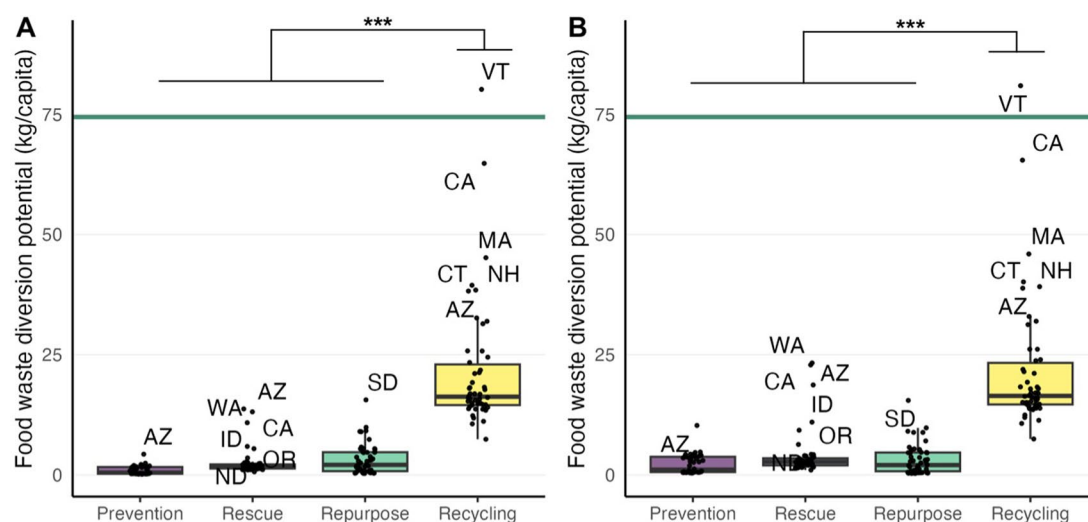 A
***
Food waste diversion potential (kg/capita)
75
50
25
0
VT
CA
MA
CT
NH
AZ
AZ
WA
AZ
CA
ID
OR
ND
SD
Prevention
Rescue
Repurpose
Recycling
B
***
Food waste diversion potential (kg/capita)
75
50
25
0
VT
CA
MA
CT
NH
AZ
AZ
WA
CA
AZ
ID
OR
ND
SD
Prevention
Rescue
Repurpose
Recycling